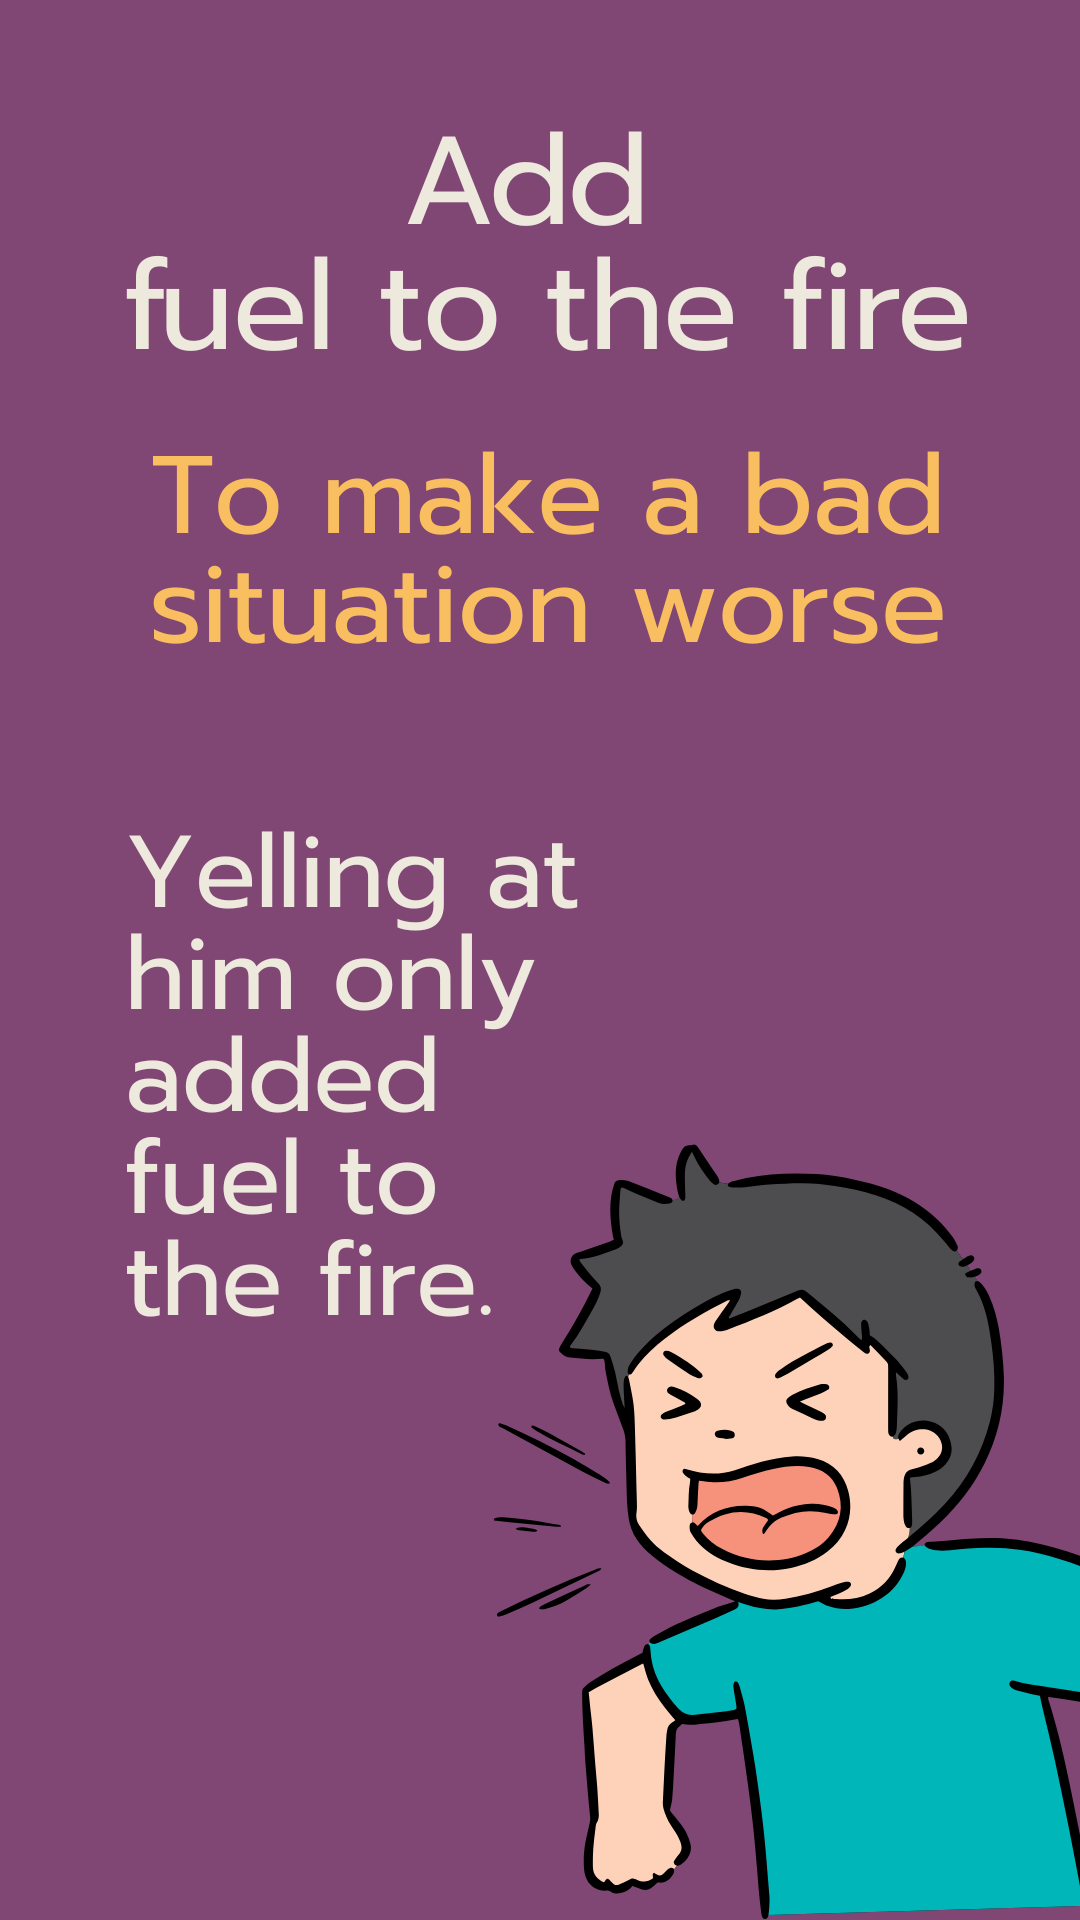 Add
fuel to the fire
To make a bad
situation worse
Yelling at
him only
added
fuel to
the fire.